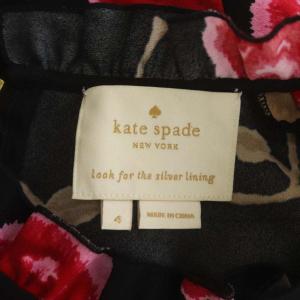 kate spade
NEW YORK
look for the silver lining
4
MADE IN CHINA